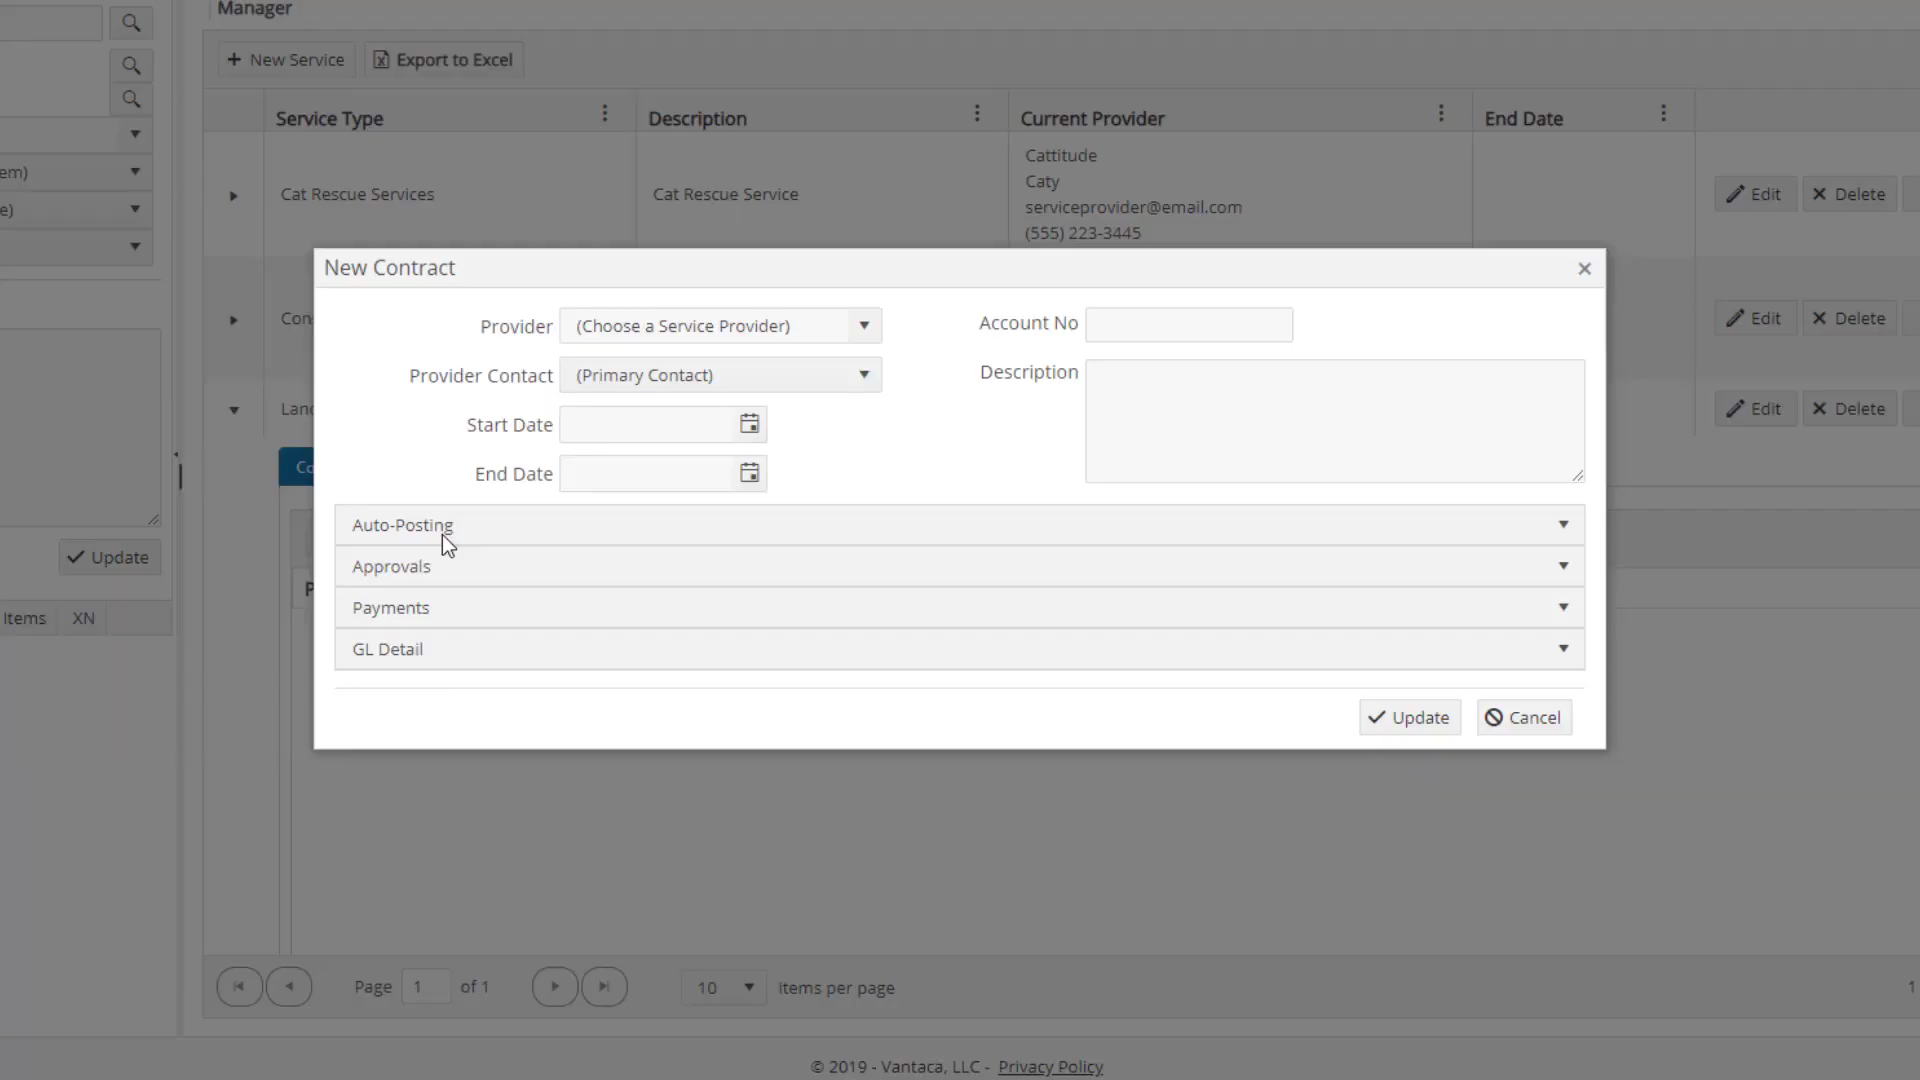 Manager
New Service
Export to Excel
Service Type
Description
Current Provider
End Date
em)
e)
Cat Rescue Services
Cat Rescue Service
Cattitude
Caty
serviceprovider@email.com
(555) 223-3445
Edit
Delete
Con
Edit
Delete
Land
Edit
Delete
Co
P
New Contract
Provider
(Choose a Service Provider)
Account No
Provider Contact
(Primary Contact)
Description
Start Date
End Date
Auto-Posting
Approvals
Payments
GL Detail
Update
Cancel
Update
Items
XN
Page 1 of 1
10 items per page
1
© 2019 - Vantaca, LLC - Privacy Policy